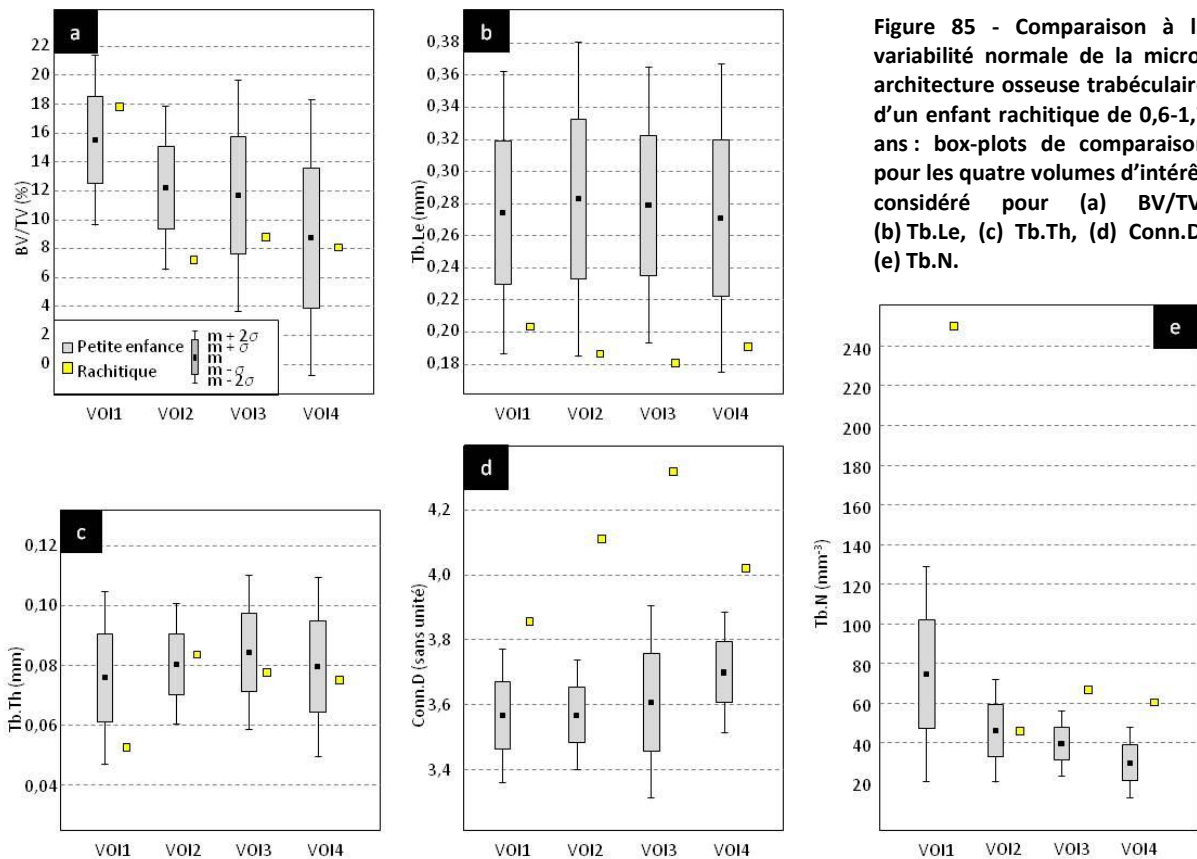 a
22
20
18
16
14
12
10
8
6
4
2
0
BV/TV (%)
Petite enfance
Rachitique
m + 2σ
m + σ
m
m - σ
m - 2σ
VOI1 VOI2 VOI3 VOI4
b
0,38
0,36
0,34
0,32
0,30
0,28
0,26
0,24
0,22
0,20
0,18
Tb.Le (mm)
VOI1 VOI2 VOI3 VOI4
Figure 85 - Comparaison à l
variabilité normale de la micro
architecture osseuse trabéculair
d'un enfant rachitique de 0,6-1,
ans : box-plots de comparaison
pour les quatre volumes d'intérê
considéré pour (a) BV/TV
(b) Tb.Le, (c) Tb.Th, (d) Conn.D
(e) Tb.N.
c
0,12
0,10
0,08
0,06
0,04
Tb.Th (mm)
VOI1 VOI2 VOI3 VOI4
d
4,2
4,0
3,8
3,6
3,4
Conn.D (sans unité)
VOI1 VOI2 VOI3 VOI4
e
240
220
200
180
160
140
120
100
80
60
40
20
Tb.N (mm⁻³)
VOI1 VOI2 VOI3 VOI4